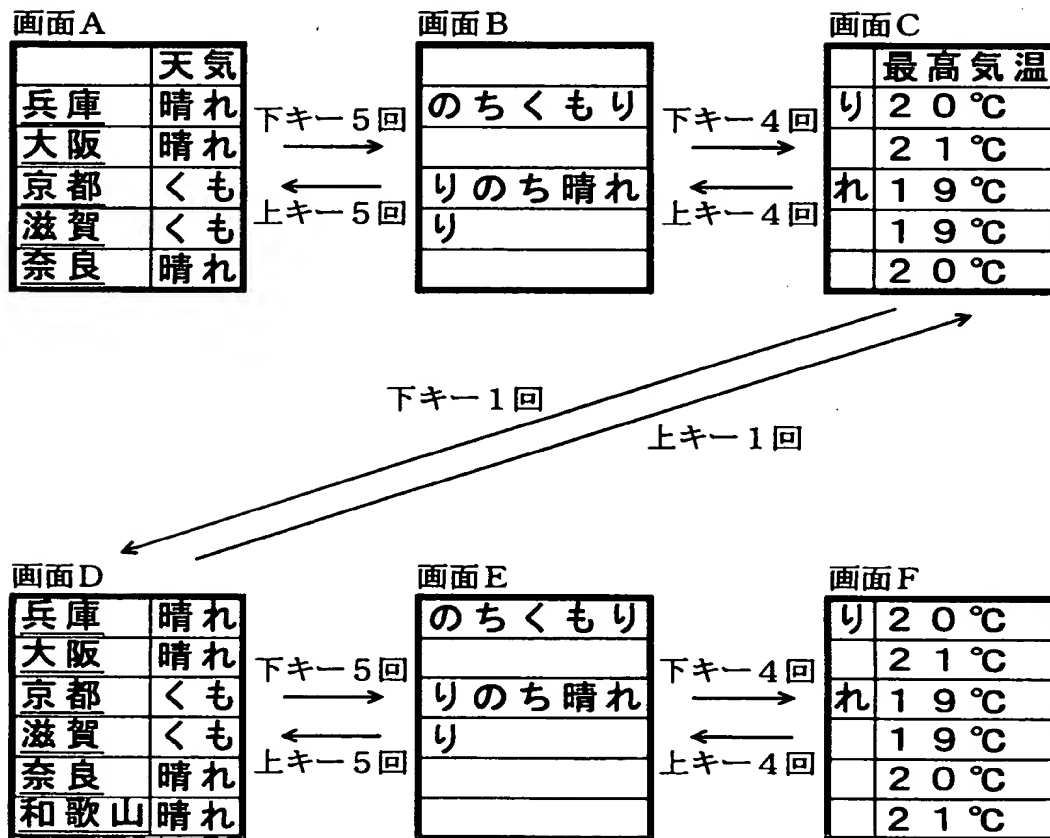 画面A
天気
兵庫 晴れ
大阪 晴れ
京都 くも
滋賀 くも
奈良 晴れ
下キー5回
上キー5回
画面B
のちくもり
りのち晴れ
り
下キー4回
上キー4回
画面C
最高気温
り 20℃
21℃
れ 19℃
19℃
20℃
下キー1回
上キー1回
画面D
兵庫 晴れ
大阪 晴れ
京都 くも
滋賀 くも
奈良 晴れ
和歌山 晴れ
下キー5回
上キー5回
画面E
のちくもり
りのち晴れ
り
下キー4回
上キー4回
画面F
り 20℃
21℃
れ 19℃
19℃
20℃
21℃